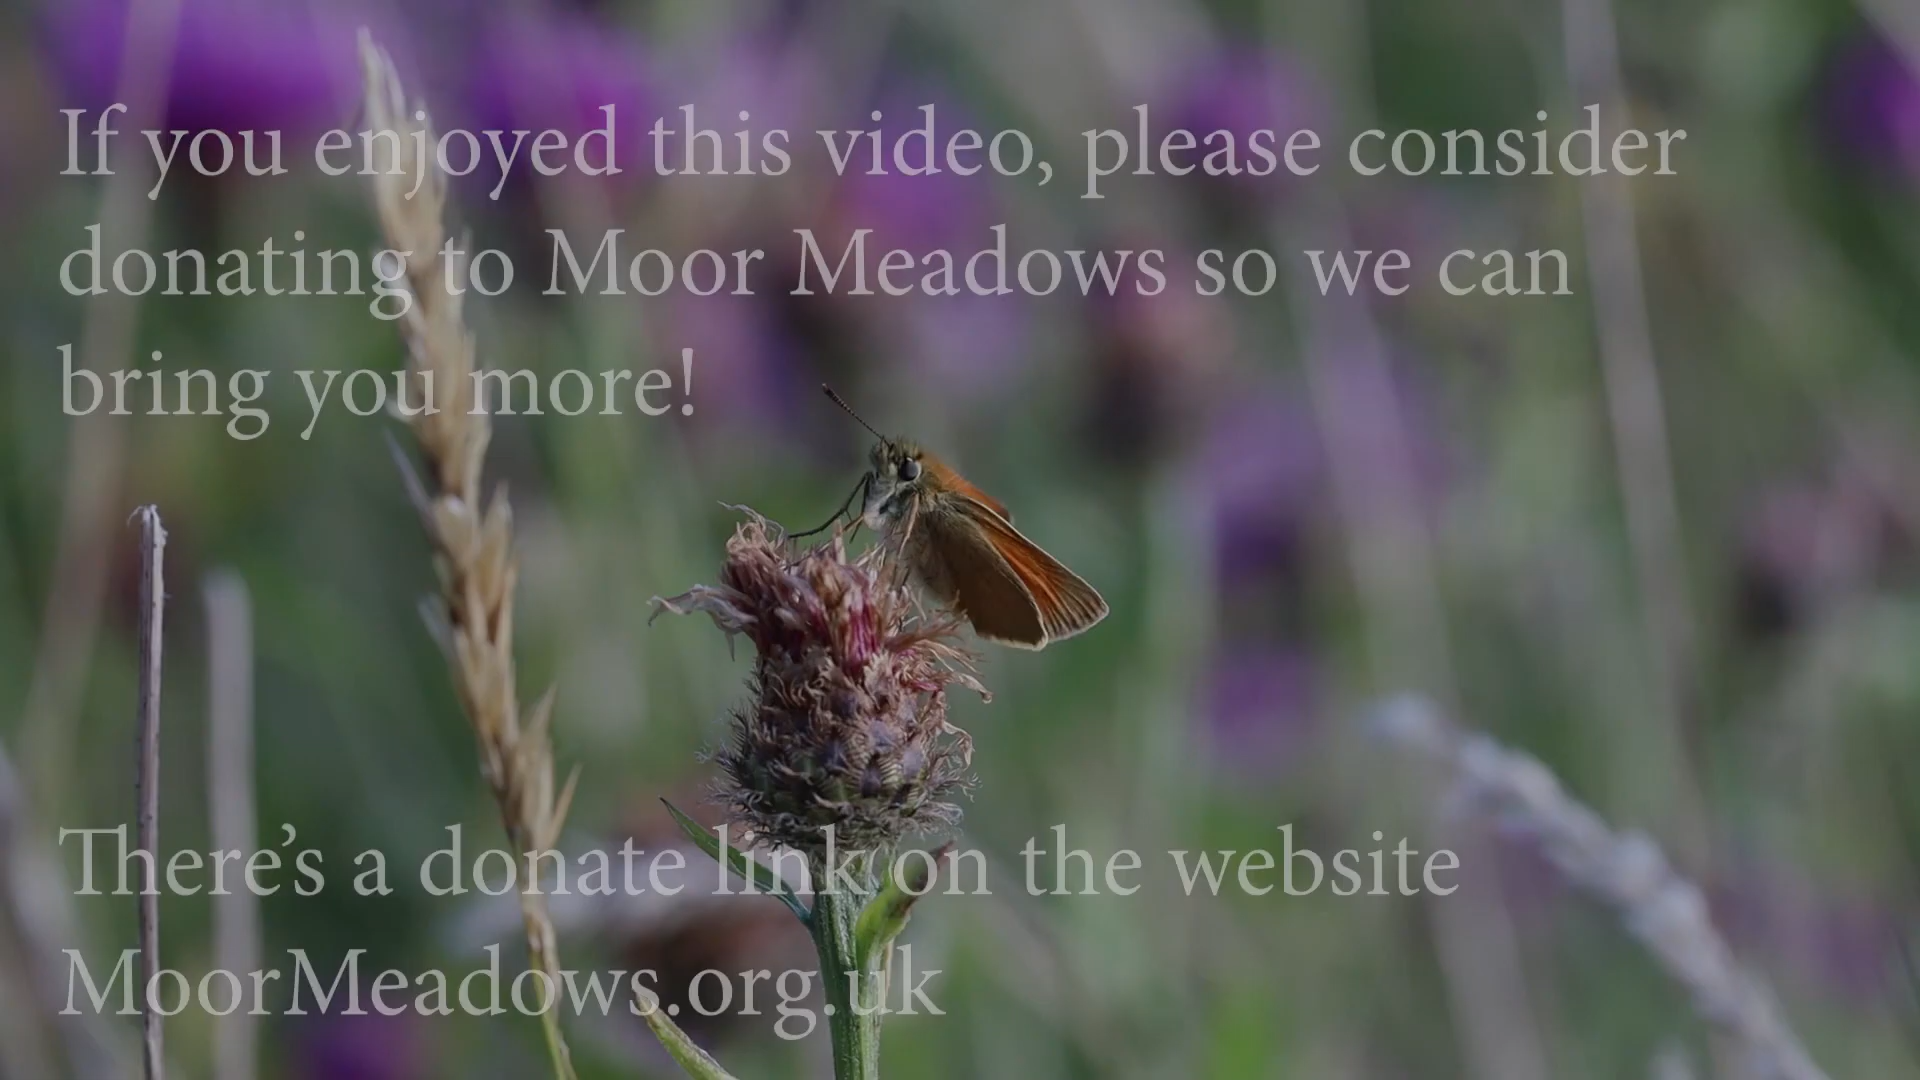 If you enjoyed this video, please consider
donating to Moor Meadows so we can
bring you more!
There’s a donate link on the website
MoorMeadows.org.uk